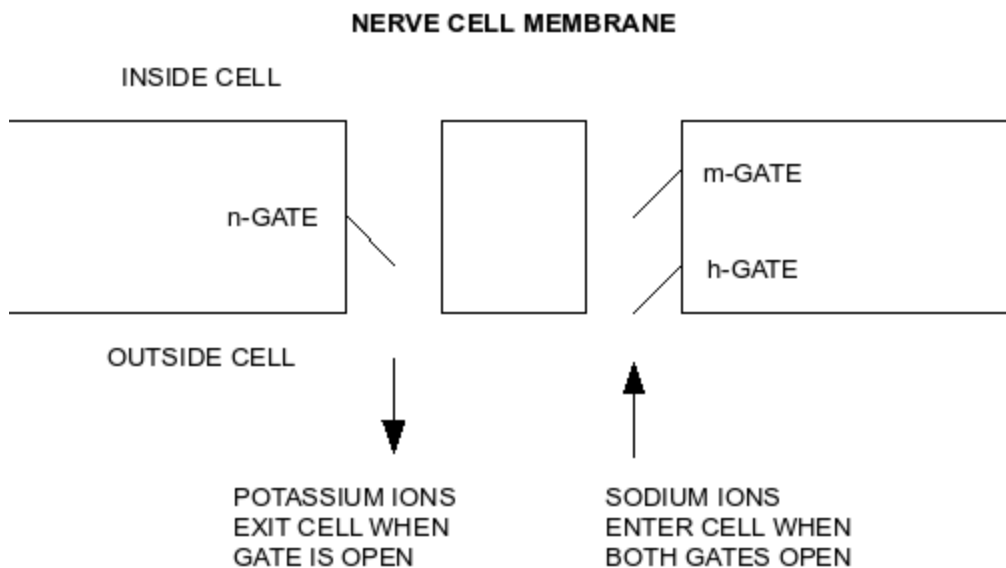 NERVE CELL MEMBRANE
INSIDE CELL
m-GATE
n-GATE
h-GATE
OUTSIDE CELL
POTASSIUM IONS
EXIT CELL WHEN
GATE IS OPEN
SODIUM IONS
ENTER CELL WHEN
BOTH GATES OPEN